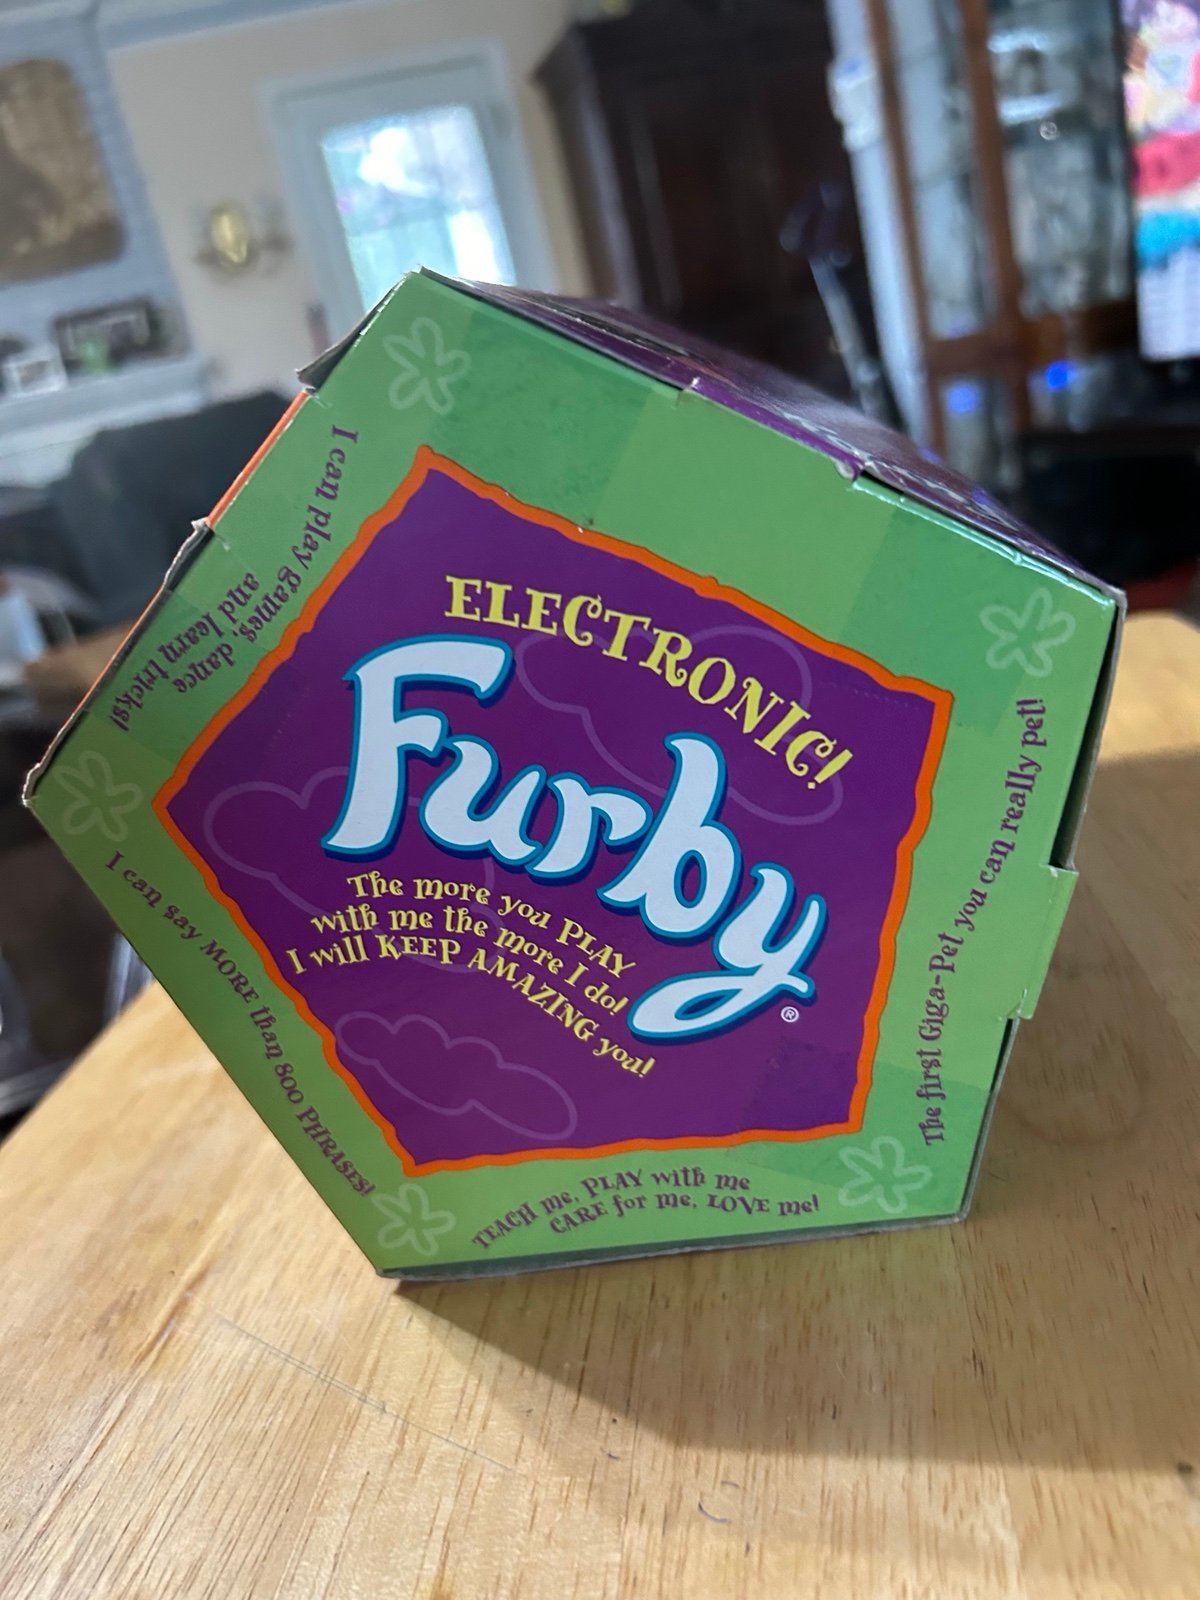 ELECTRONIC!
Furby
®
The more you PLAY
with me the more I do!
I will KEEP AMAZING you!
I can play games, dance
and learn tricks!
The first Giga-Pet you can really pet!
I can say MORE than 800 PHRASES!
TEACH me, PLAY with me
CARE for me, LOVE me!